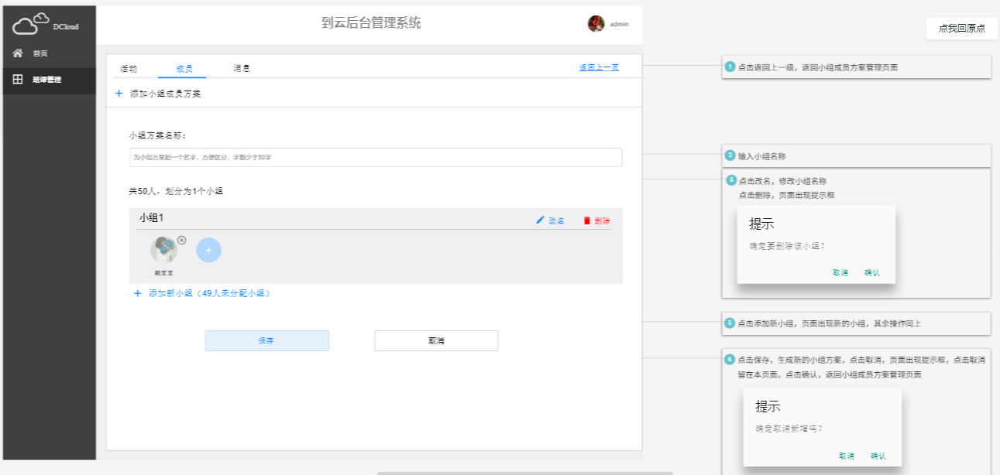 DCloud
到云后台管理系统
admin
点我回原点
首页
班课管理
活动
成员
消息
返回上一页
添加小组成员方案
小组方案名称：
为小组方案起一个名字，方便区分，字数少于50字
共50人，划分为1个小组
小组1
改名
删除
赖某某
添加新小组（49人未分配小组）
保存
取消
1 点击返回上一级，返回小组成员方案管理页面
2 输入小组名称
3 点击改名，修改小组名称
点击删除，页面出现提示框
提示
确定要删除该小组？
取消 确认
5 点击添加新小组，页面出现新的小组，其余操作同上
6 点击保存，生成新的小组方案，点击取消，页面出现提示框，点击取消
留在本页面。点击确认，返回小组成员方案管理页面
提示
确定取消新增吗？
取消 确认